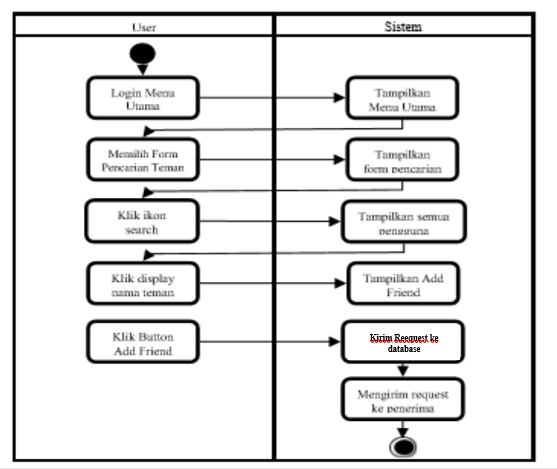 User
Sistem
Login Menu
Utama
Tampilkan
Menu Utama
Memilih Form
Pencarian Teman
Tampilkan
form pencarian
Klik ikon
search
Tampilkan semua
pengguna
Klik display
nama teman
Tampilkan Add
Friend
Klik Button
Add Friend
Kirim Reequest ke
database
Mengirim request
ke penerima